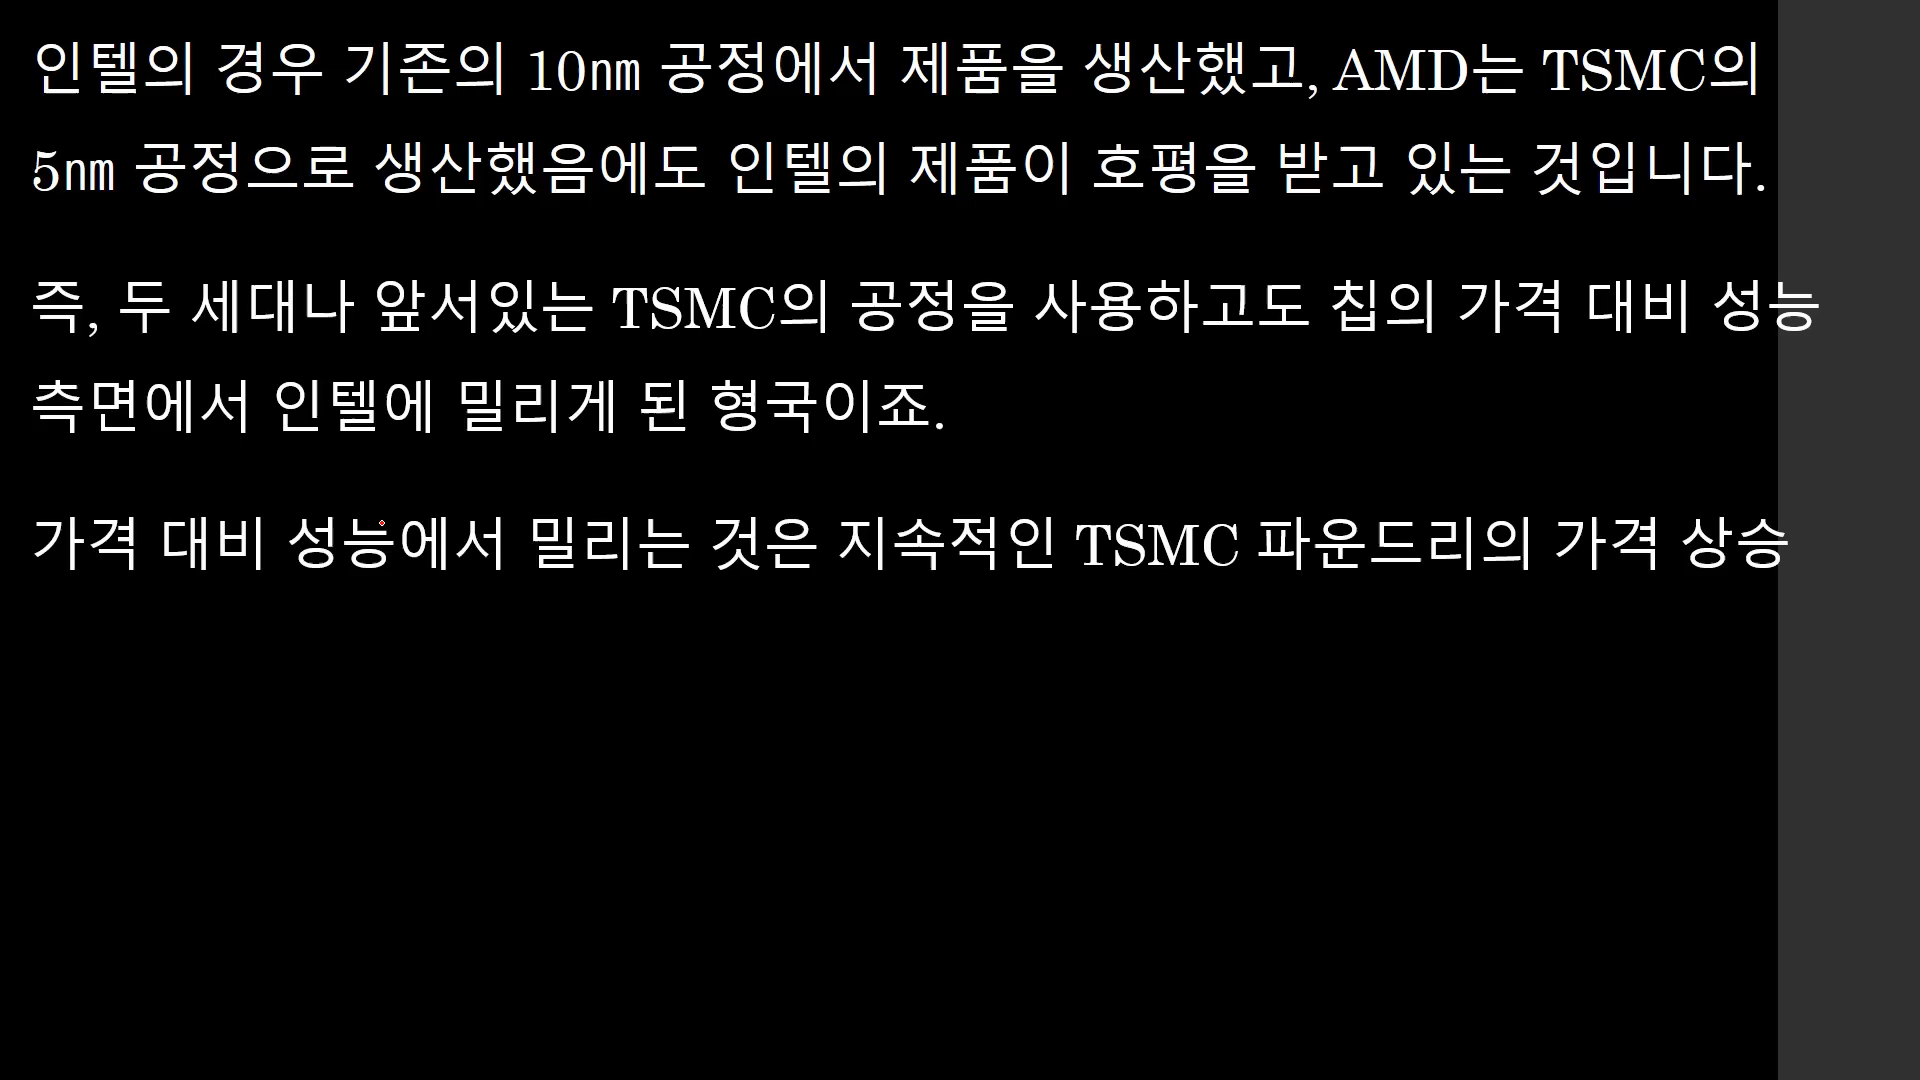 인텔의 경우 기존의 10㎚ 공정에서 제품을 생산했고, AMD는 TSMC의
5㎚ 공정으로 생산했음에도 인텔의 제품이 호평을 받고 있는 것입니다.
즉, 두 세대나 앞서있는 TSMC의 공정을 사용하고도 칩의 가격 대비 성능
측면에서 인텔에 밀리게 된 형국이죠.
가격 대비 성능에서 밀리는 것은 지속적인 TSMC 파운드리의 가격 상승